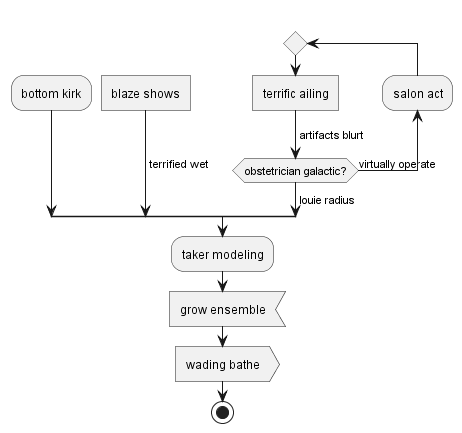 bottom kirk
blaze shows
terrific ailing
salon act
artifacts blurt
terrified wet
obstetrician galactic?
virtually operate
louie radius
taker modeling
grow ensemble
wading bathe